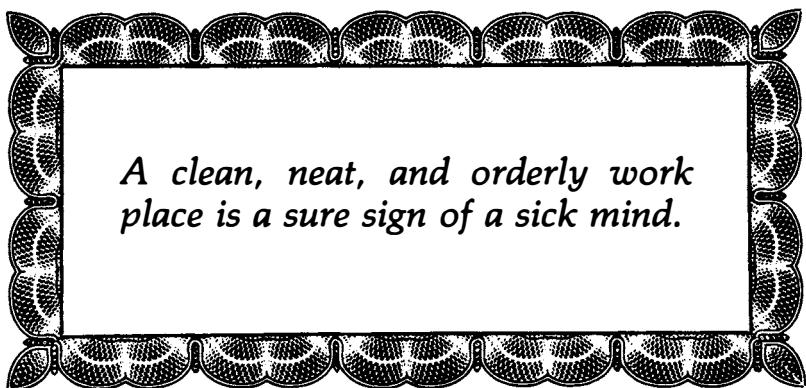 A clean, neat, and orderly work
place is a sure sign of a sick mind.